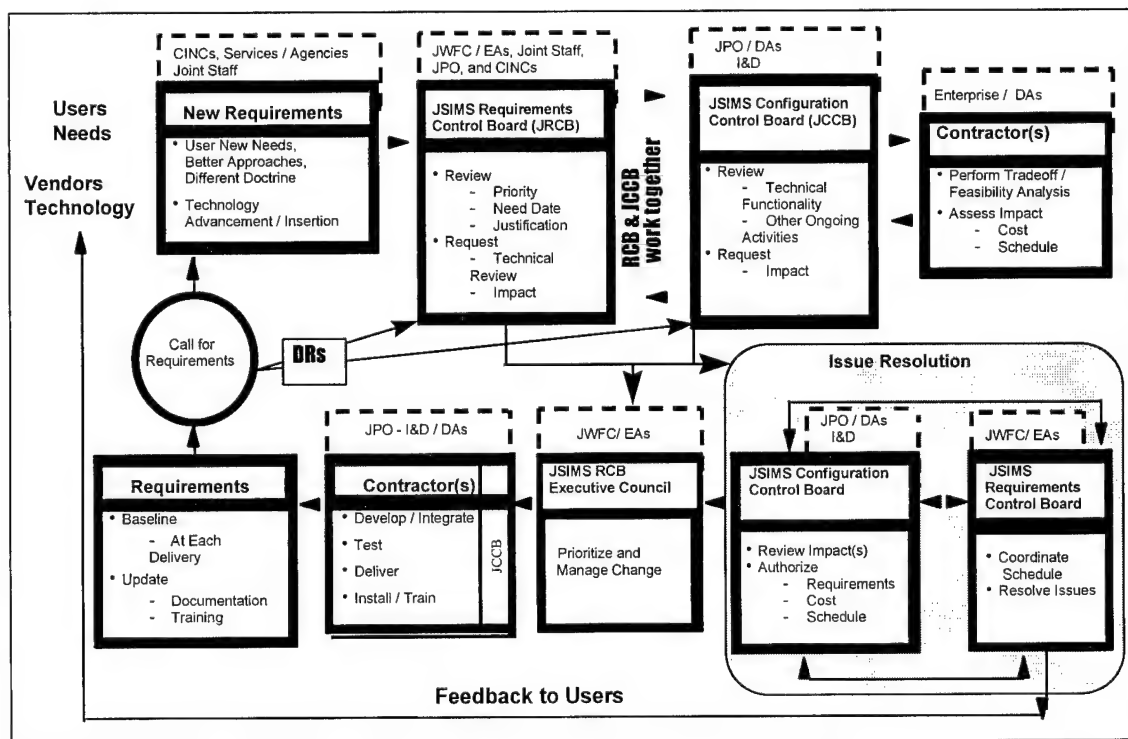 CINCs, Services / Agencies
Joint Staff
New Requirements
• User New Needs,
Better Approaches,
Different Doctrine
• Technology
Advancement / Insertion
JWFC / EAs, Joint Staff,
JPO, and CINCs
JSIMS Requirements
Control Board (JRCB)
• Review
- Priority
- Need Date
- Justification
• Request
- Technical
Review
- Impact
RCB & JCCB
work together
JPO / DAs
I&D
JSIMS Configuration
Control Board (JCCB)
• Review
- Technical
Functionality
- Other Ongoing
Activities
• Request
- Impact
Enterprise / DAs
Contractor(s)
• Perform Tradeoff /
Feasibility Analysis
• Assess Impact
- Cost
- Schedule
Users
Needs
Vendors
Technology
Call for
Requirements
DRs
Issue Resolution
JPO / DAs
I&D
JSIMS Configuration
Control Board
• Review Impact(s)
• Authorize
- Requirements
- Cost
- Schedule
JWFC/ EAs
JSIMS
Requirements
Control Board
• Coordinate
Schedule
• Resolve Issues
JWFC/ EAs
JSIMS RCB
Executive Council
Prioritize and
Manage Change
JPO - I&D / DAs
Contractor(s)
• Develop / Integrate
• Test
• Deliver
• Install / Train
JCCB
Requirements
• Baseline
- At Each
Delivery
• Update
- Documentation
- Training
Feedback to Users